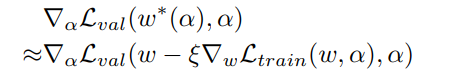 ∇_α ℒ_val(w*(α), α)
≈∇_α ℒ_val(w − ξ∇_w ℒ_train(w, α), α)